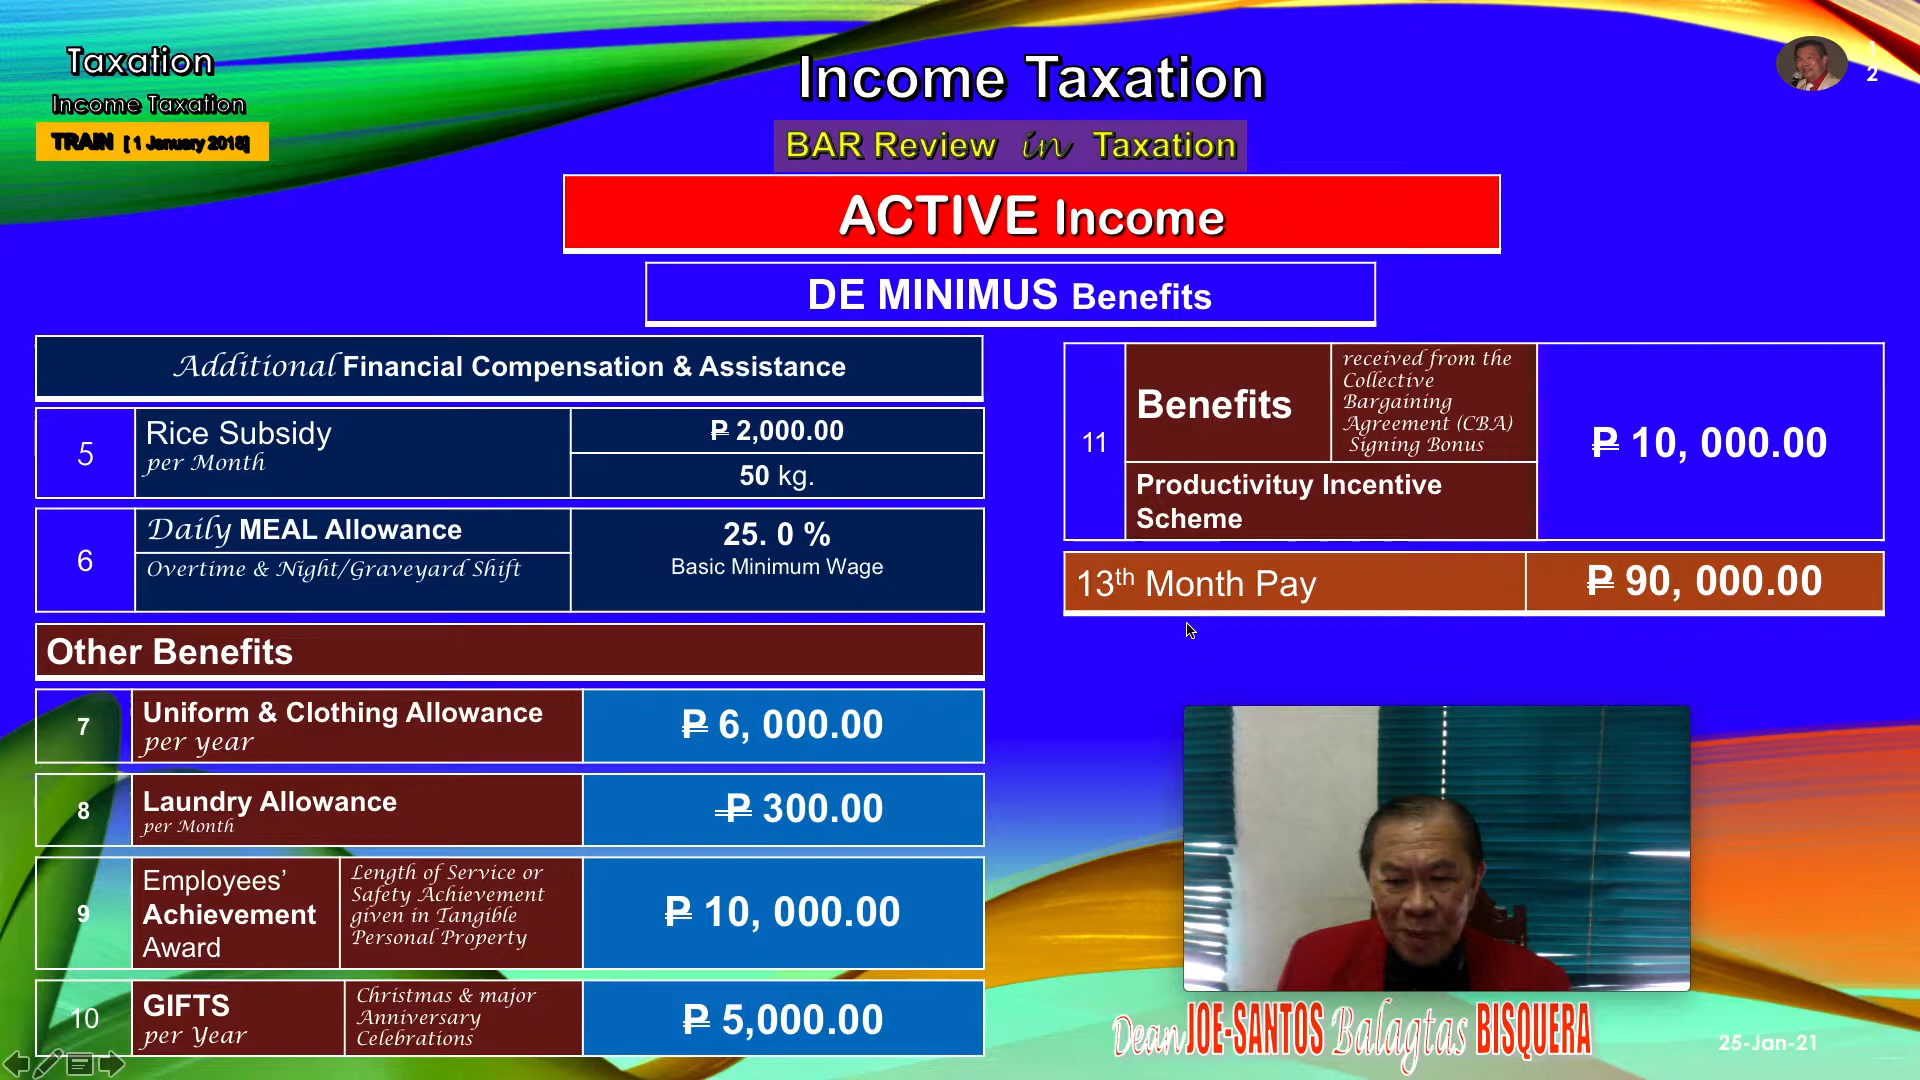 Taxation
Income Taxation
TRAIN [ 1 January 2018]
Income Taxation
BAR Review in Taxation
1
2
ACTIVE Income
DE MINIMUS Benefits
Additional Financial Compensation & Assistance
5
Rice Subsidy
per Month
₱ 2,000.00
50 kg.
6
Daily MEAL Allowance
Overtime & Night/Graveyard Shift
25. 0 %
Basic Minimum Wage
Other Benefits
7
Uniform & Clothing Allowance
per year
₱ 6, 000.00
8
Laundry Allowance
per Month
₱ 300.00
9
Employees’
Achievement
Award
Length of Service or
Safety Achievement
given in Tangible
Personal Property
₱ 10, 000.00
10
GIFTS
per Year
Christmas & major
Anniversary
Celebrations
₱ 5,000.00
11
Benefits
received from the
Collective
Bargaining
Agreement (CBA)
Signing Bonus
Productivituy Incentive
Scheme
₱ 10, 000.00
13th Month Pay
₱ 90, 000.00
Dean JOE-SANTOS Balagtas BISQUERA
25-Jan-21